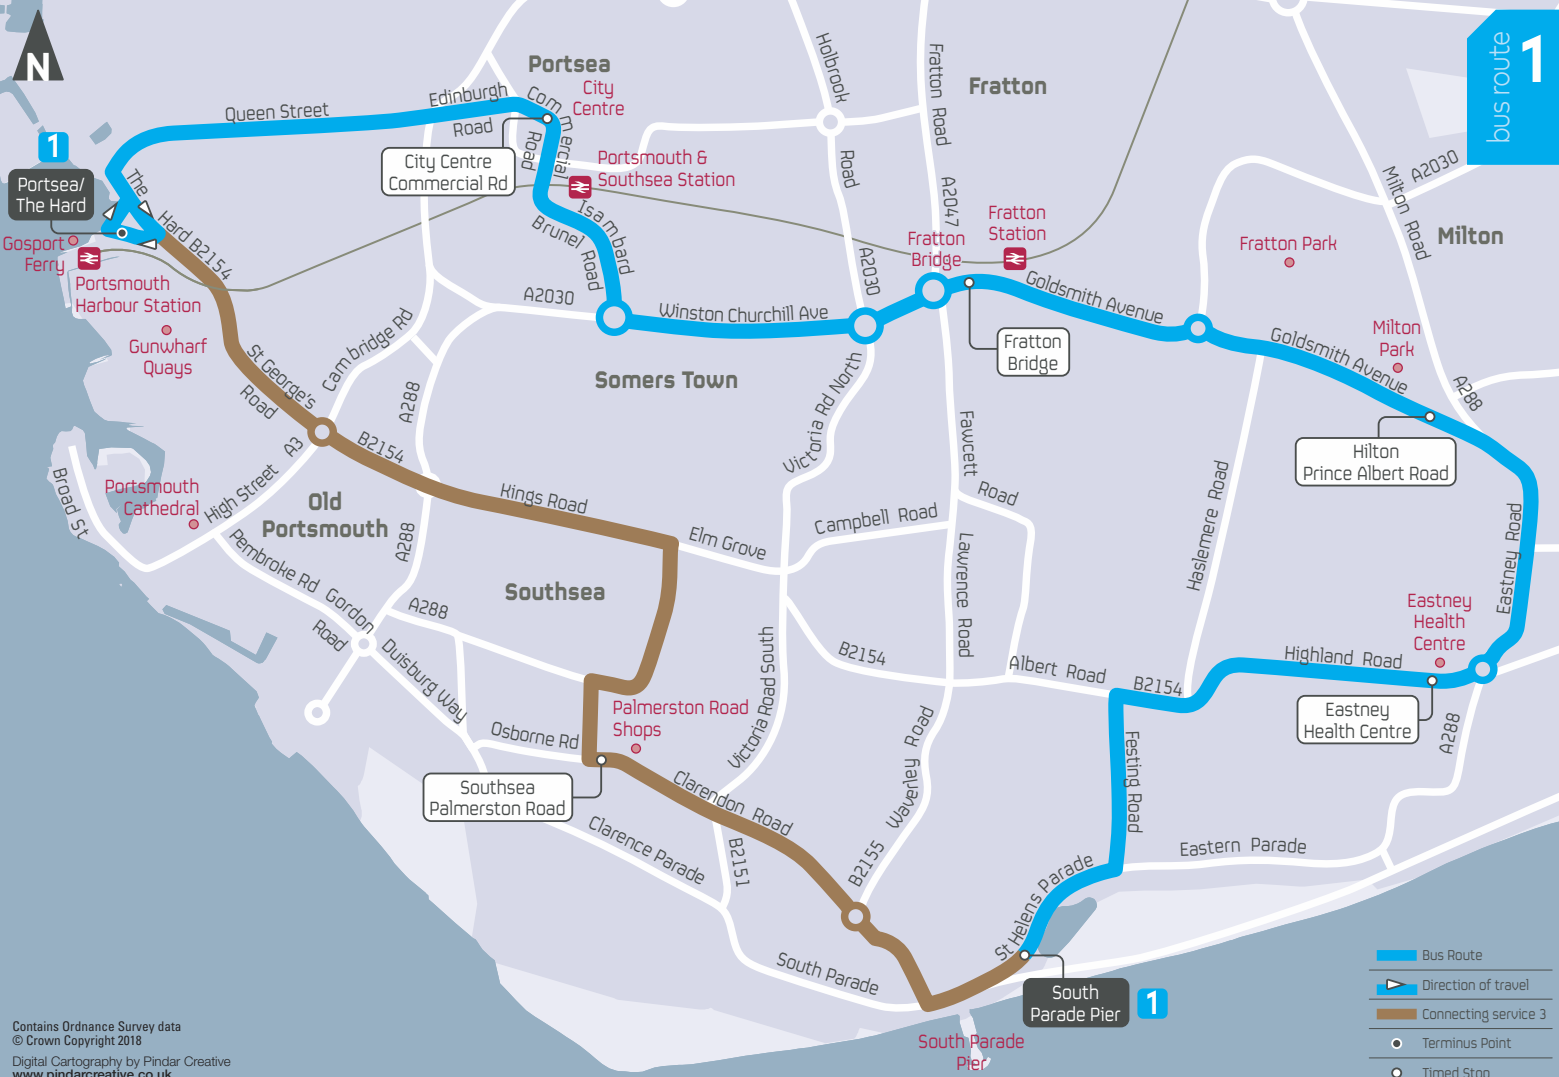 N
bus route 1
Portsea
City
Centre
Fratton
Holbrook
Road
Fratton Road
A2047
Queen Street
Edinburgh
Road
Commercial
Road
City Centre
Commercial Rd
Portsmouth &
Southsea Station
1
Portsea/
The Hard
The
Hard B2154
Gosport
Ferry
Portsmouth
Harbour Station
Gunwharf
Quays
Isambard
Brunel Road
A2030
Winston Churchill Ave
A2030
Fratton
Station
Fratton
Bridge
Goldsmith Avenue
Fratton
Bridge
Fratton Park
Milton Road
A2030
Milton
Milton
Park
Goldsmith Avenue
A288
Hilton
Prince Albert Road
St George's
Road
Cambridge Rd
A288
Somers Town
Victoria Rd North
Fawcett
Road
A3
B2154
Portsmouth
Cathedral
High Street
Broad St
Old
Portsmouth
Kings Road
Elm Grove
Campbell Road
Haslemere Road
Eastney Road
Pembroke Rd
Gordon
Road
A288
A288
Southsea
Lawrence Road
Eastney
Health
Centre
Highland Road
Eastney
Health Centre
A288
Duisburg Way
Victoria Road South
B2154
Albert Road
B2154
Palmerston Road
Shops
Osborne Rd
Southsea
Palmerston Road
Clarendon Road
Waverley Road
Festing Road
Clarence Parade
B2151
B2155
Eastern Parade
St Helens Parade
South Parade
South
Parade Pier
1
South Parade
Pier
Bus Route
Direction of travel
Connecting service 3
Terminus Point
Timed Stop
Contains Ordnance Survey data
© Crown Copyright 2018
Digital Cartography by Pindar Creative
www.pindarcreative.co.uk